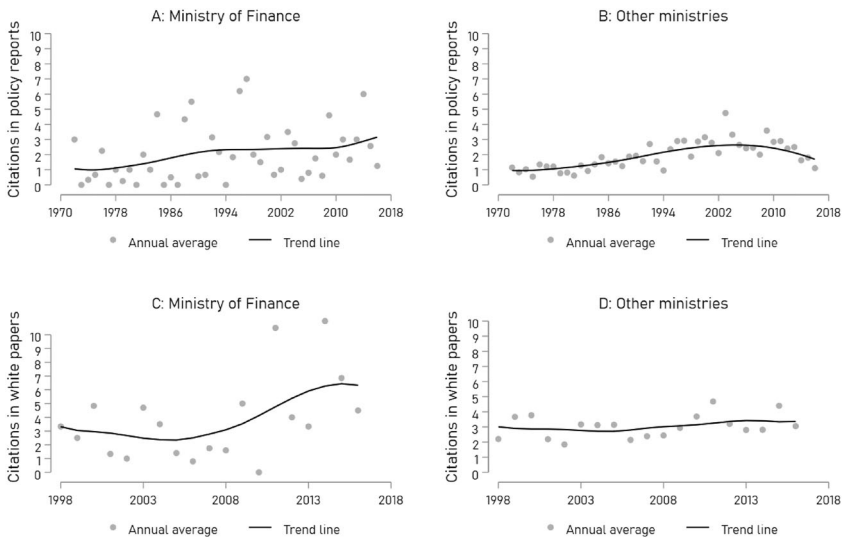 A: Ministry of Finance
Citations in policy reports
10
9
8
7
6
5
4
3
2
1
0
1970 1978 1986 1994 2002 2010 2018
Annual average Trend line
B: Other ministries
Citations in policy reports
10
9
8
7
6
5
4
3
2
1
0
1970 1978 1986 1994 2002 2010 2018
Annual average Trend line
C: Ministry of Finance
Citations in white papers
10
9
8
7
6
5
4
3
2
1
0
1998 2003 2008 2013 2018
Annual average Trend line
D: Other ministries
Citations in white papers
10
9
8
7
6
5
4
3
2
1
0
1998 2003 2008 2013 2018
Annual average Trend line